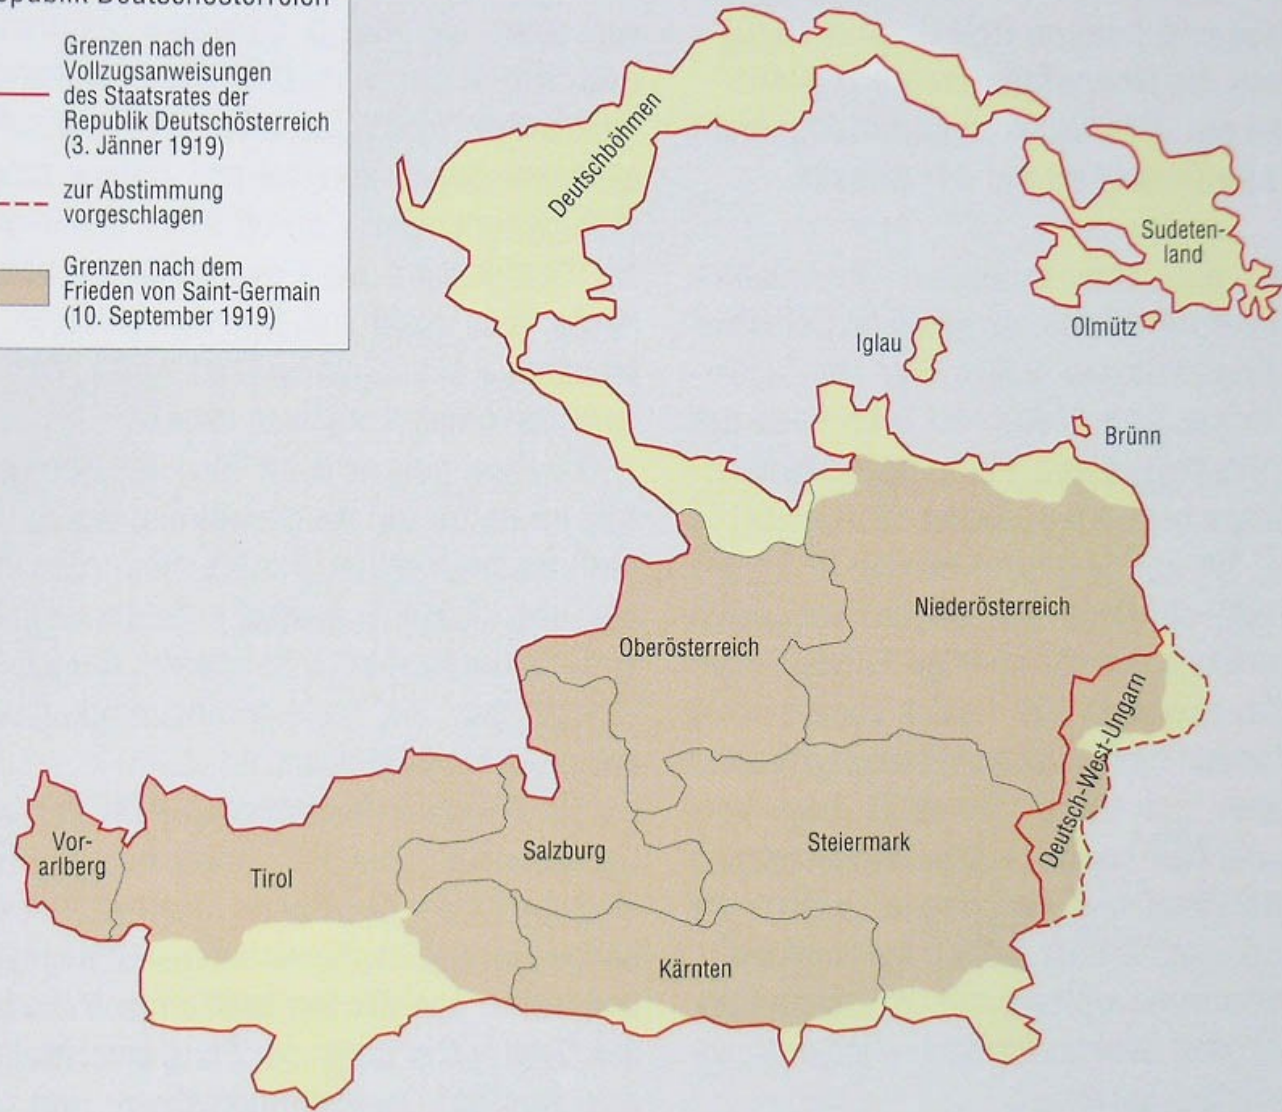 Republik Deutschösterreich
Grenzen nach den
Vollzugsanweisungen
des Staatsrates der
Republik Deutschösterreich
(3. Jänner 1919)
zur Abstimmung
vorgeschlagen
Grenzen nach dem
Frieden von Saint-Germain
(10. September 1919)
Deutschböhmen
Sudeten-
land
Olmütz
Iglau
Brünn
Niederösterreich
Oberösterreich
Deutsch-West-Ungarn
Vor-
arlberg
Tirol
Salzburg
Steiermark
Kärnten